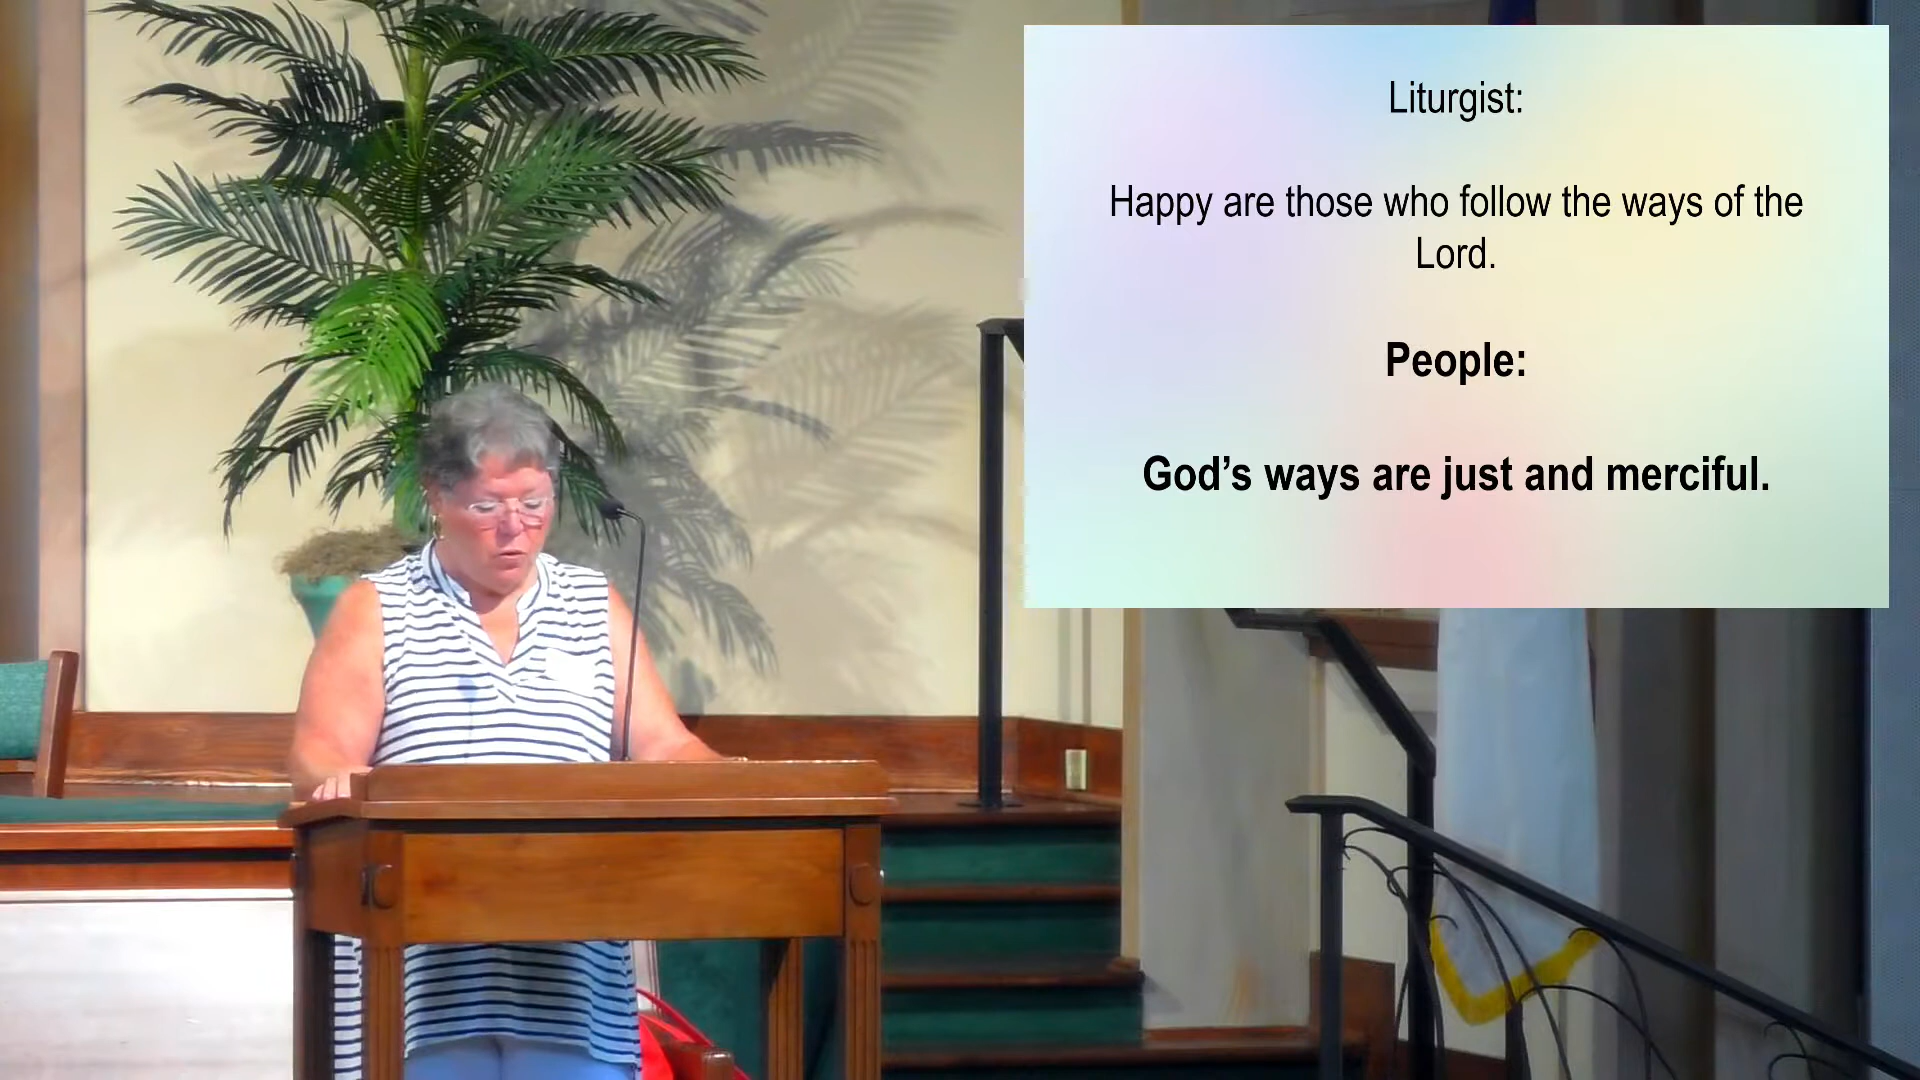 Liturgist:
Happy are those who follow the ways of the
Lord.
People:
God’s ways are just and merciful.